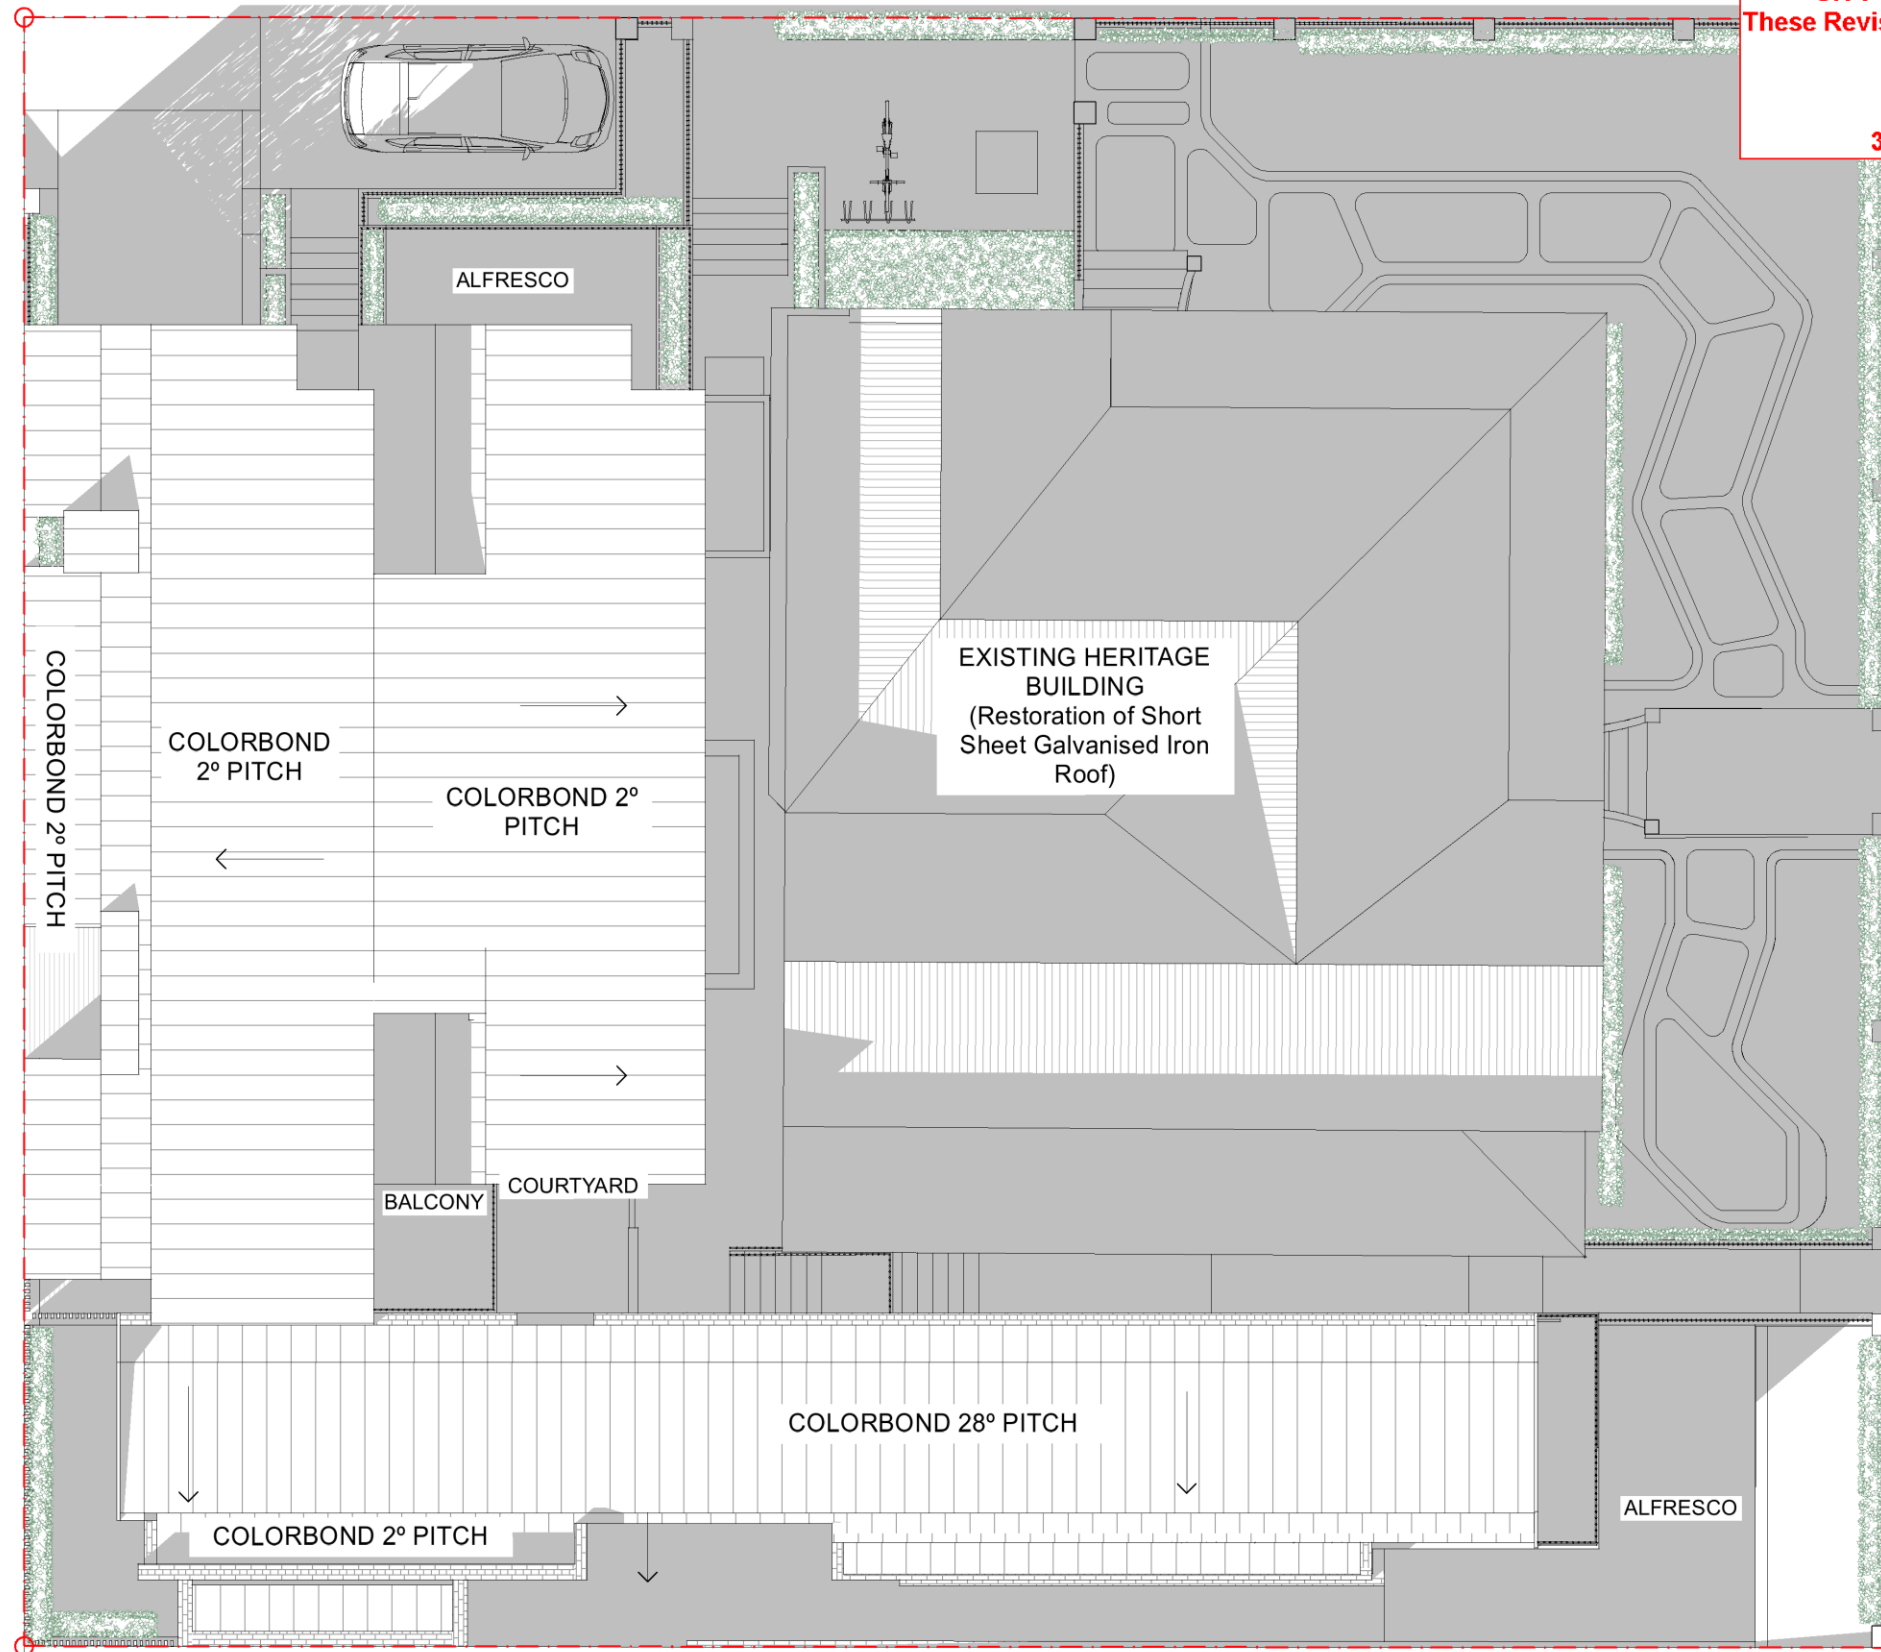 These Revis
3
ALFRESCO
EXISTING HERITAGE
BUILDING
(Restoration of Short
Sheet Galvanised Iron
Roof)
COLORBOND 2º PITCH
COLORBOND
2º PITCH
COLORBOND 2º
PITCH
COURTYARD
BALCONY
COLORBOND 28º PITCH
ALFRESCO
COLORBOND 2º PITCH